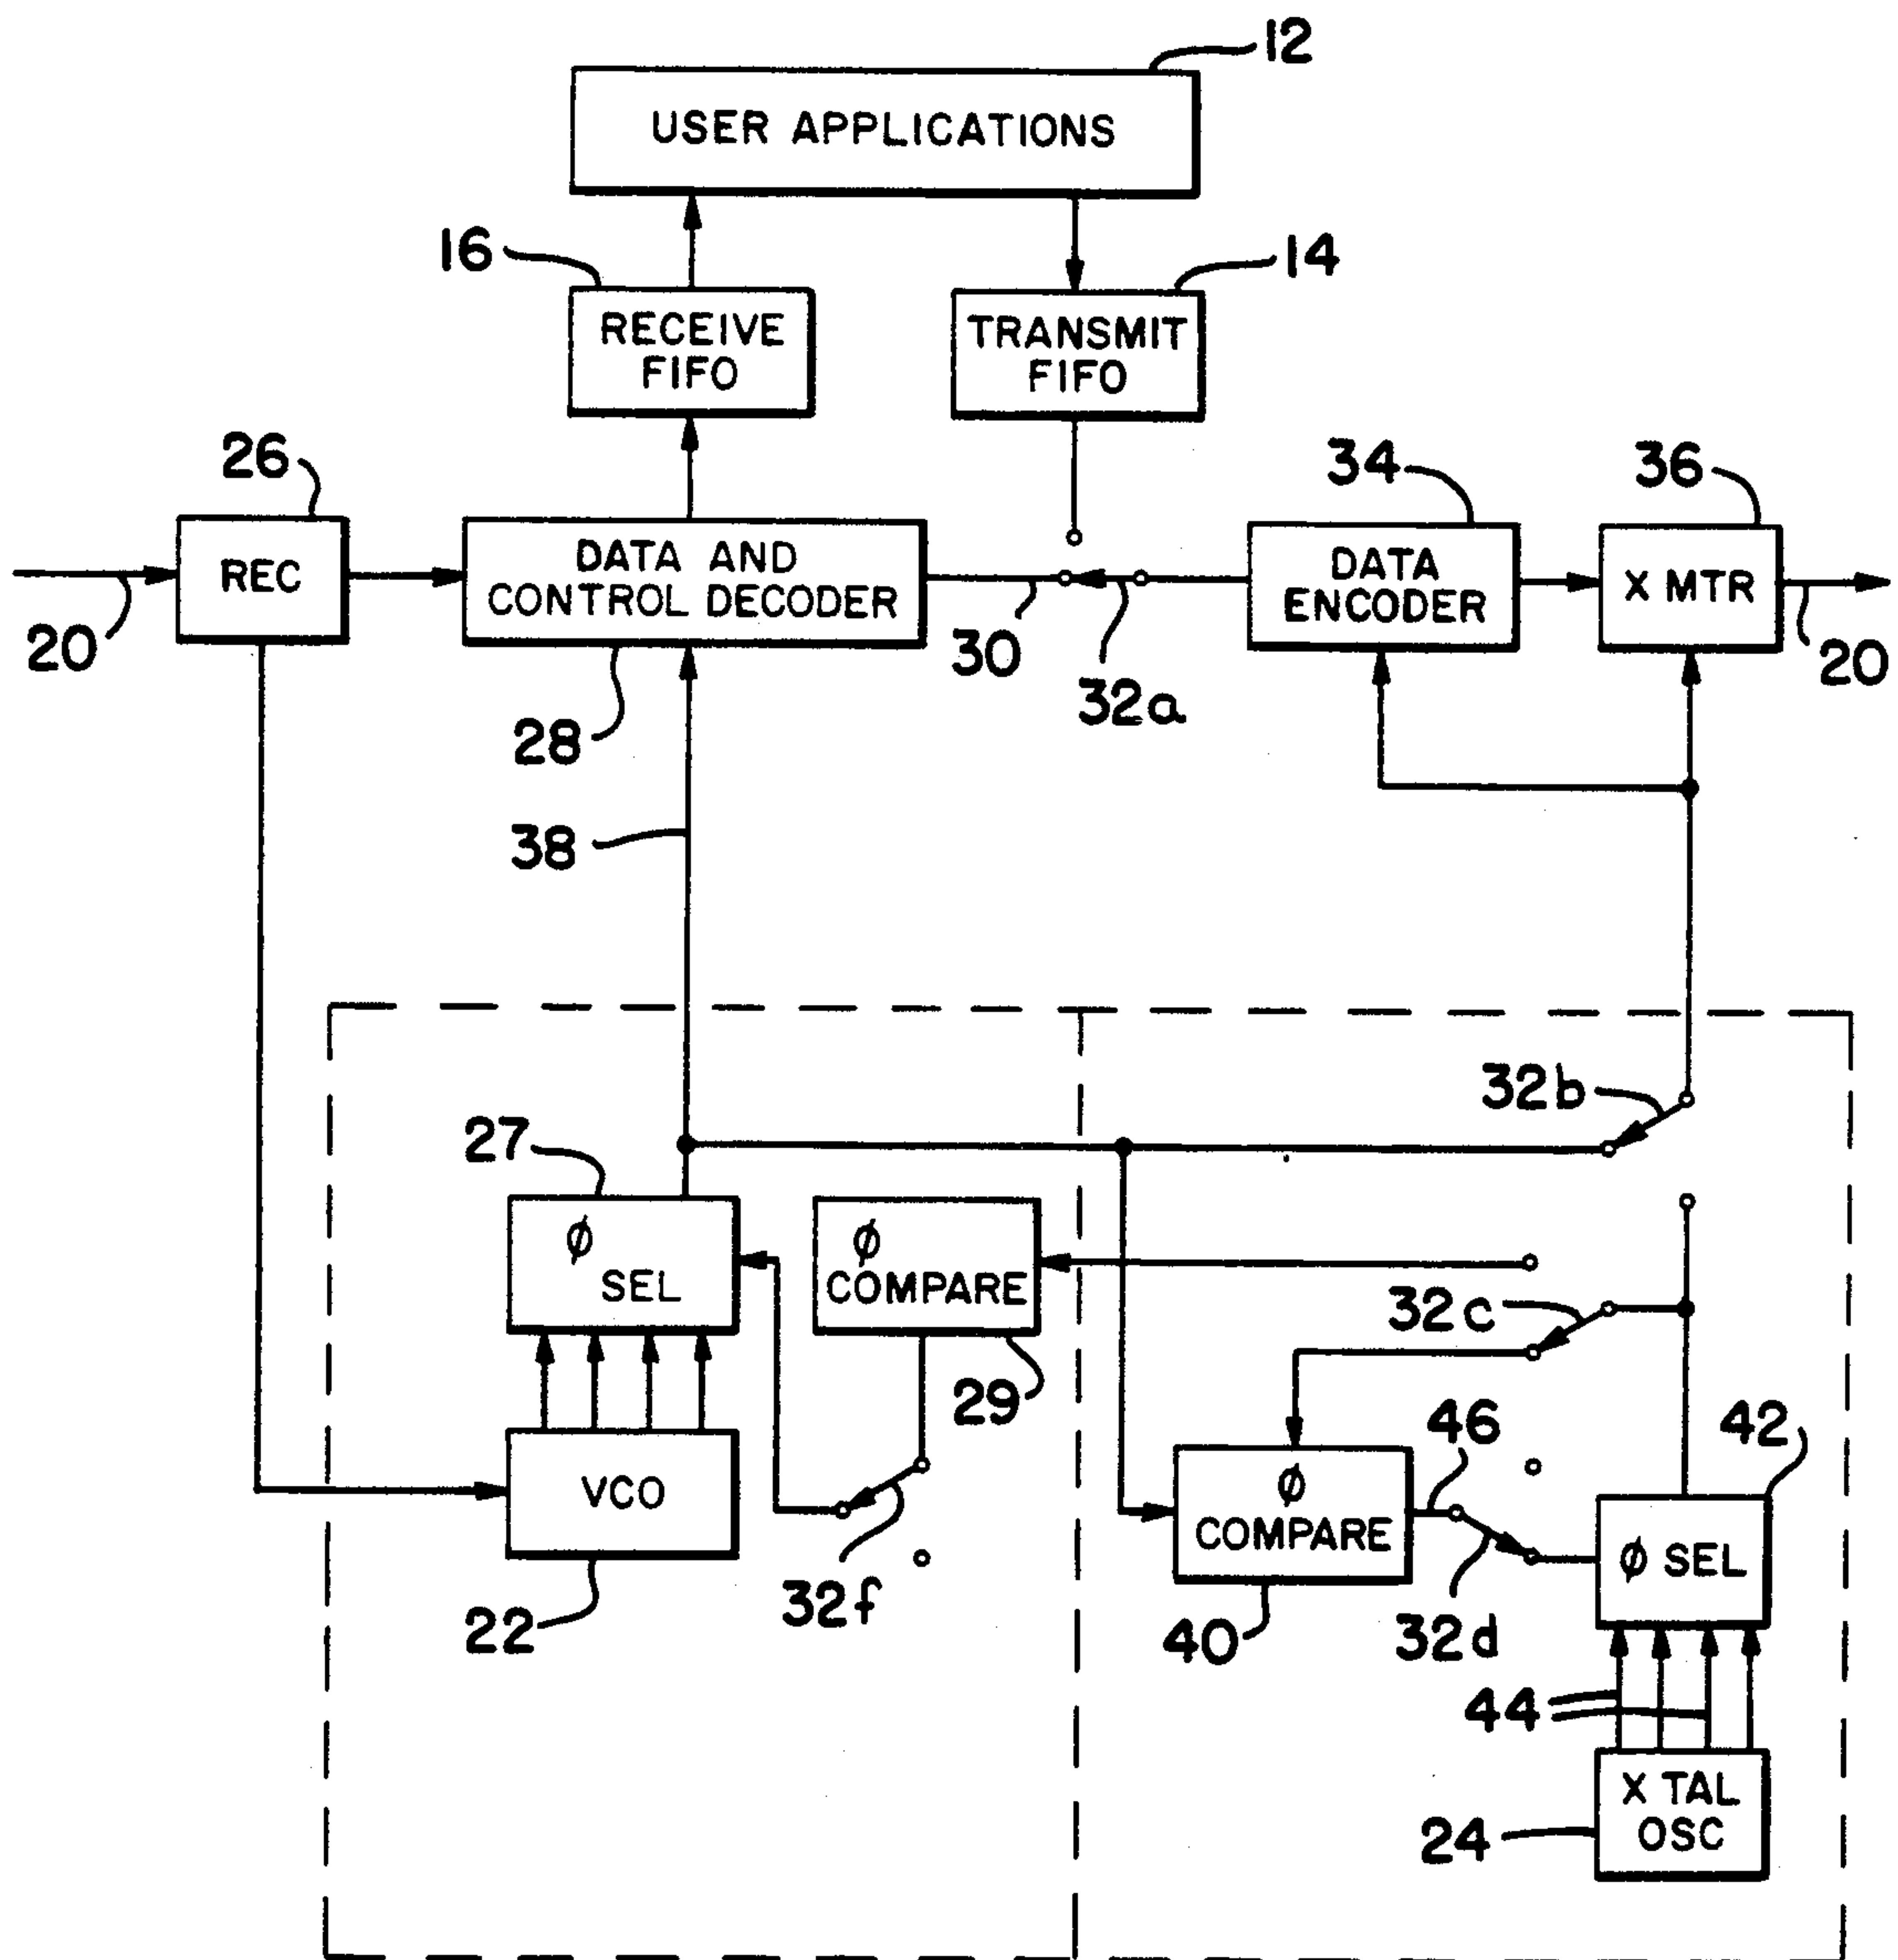 12
USER APPLICATIONS
16
14
RECEIVE
FIFO
TRANSMIT
FIFO
26
34
36
REC
DATA AND
CONTROL DECODER
DATA
ENCODER
X MTR
20
30
32a
20
28
38
32b
27
φ
SEL
φ
COMPARE
32c
29
46
42
VCO
φ
COMPARE
φ SEL
22
32f
40
32d
44
X TAL
OSC
24